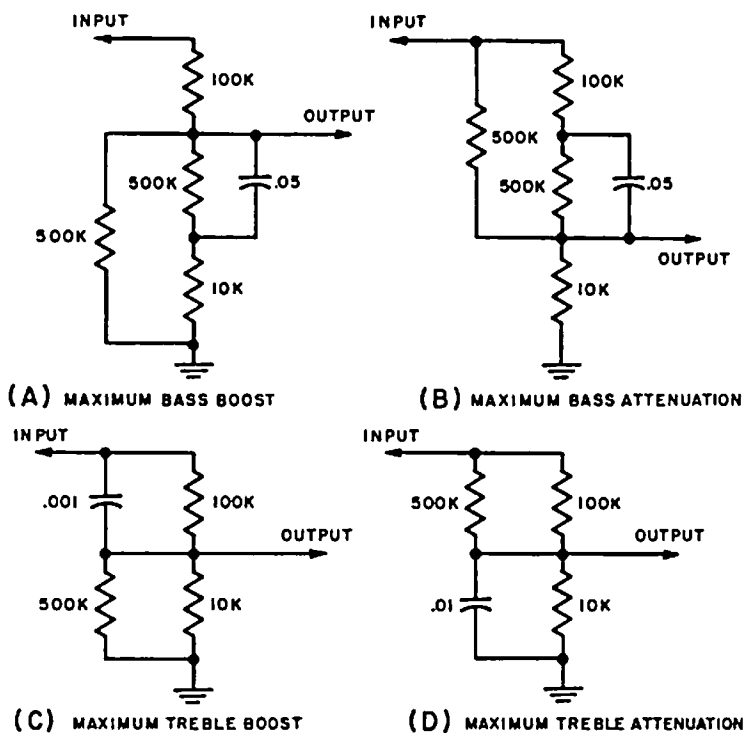 INPUT
100K
OUTPUT
500K
.05
500K
10K
(A) MAXIMUM BASS BOOST
INPUT
100K
500K
500K
.05
OUTPUT
10K
(B) MAXIMUM BASS ATTENUATION
INPUT
.001
100K
OUTPUT
500K
10K
(C) MAXIMUM TREBLE BOOST
INPUT
500K
100K
OUTPUT
.01
10K
(D) MAXIMUM TREBLE ATTENUATION